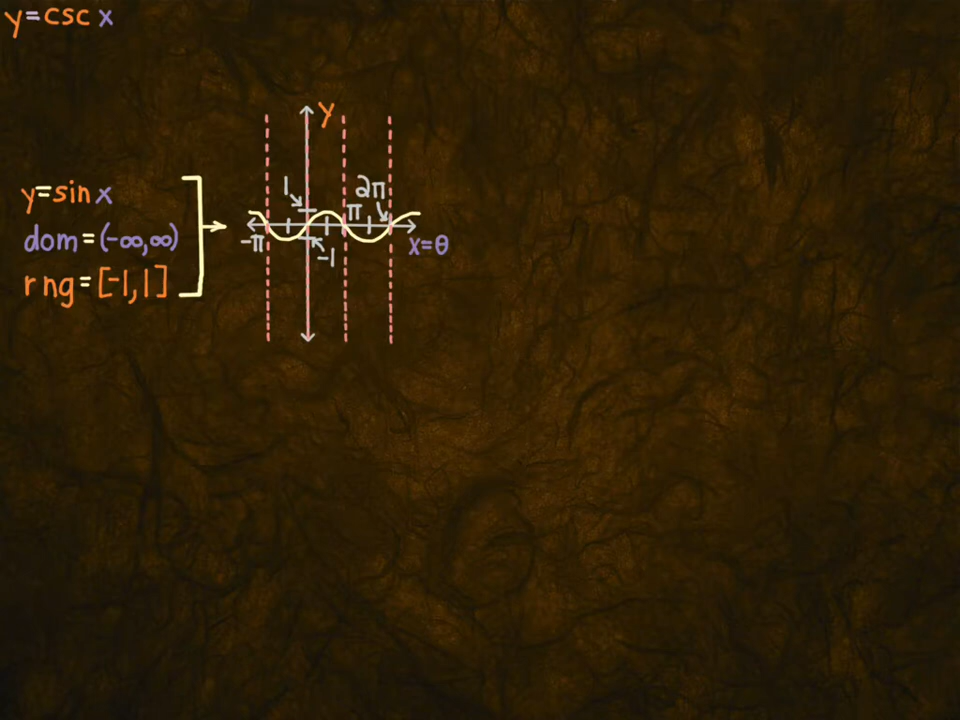 y=csc x
y
1
2π
π
y=sin x
dom=(-∞,∞)
-π
x=θ
-1
rng=[-1,1]